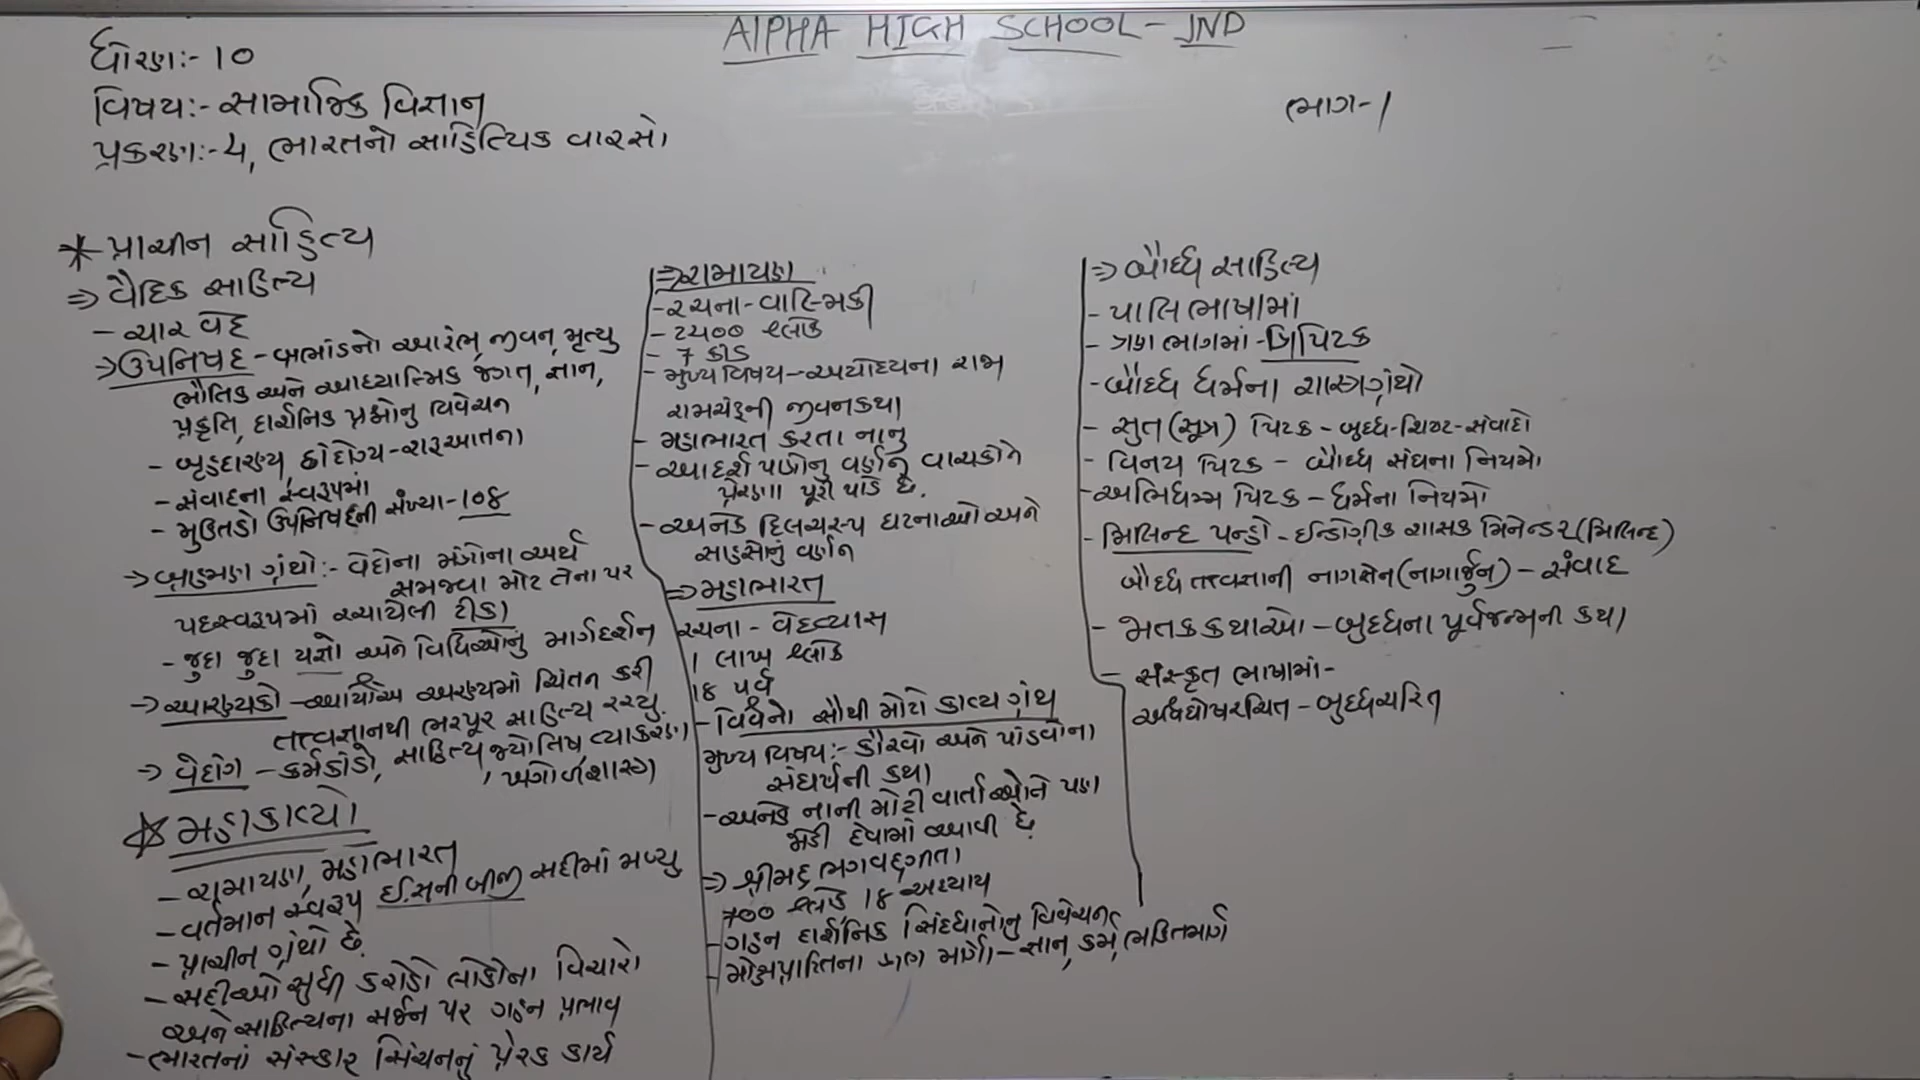 AlPHA HIGH SCHOOL - JND
ધોરણઃ- 10
વિષયઃ- સામાજિક વિજ્ઞાન
પ્રકરણઃ- 4, ભારતનો સાહિત્યિક વારસો
ભાગ-1
* પ્રાચીન સાહિત્ય
⇒ વૈદિક સાહિત્ય
- ચાર વેદ
⇒ ઉપનિષદ - બ્રહ્માંડનો આરંભ, જીવન, મૃત્યુ
ભૌતિક અને આધ્યાત્મિક જગત, જ્ઞાન,
પ્રકૃતિ, દાર્શનિક પ્રશ્નોનુ વિવેચન
- બૃહદારણ્ય, છાંદોગ્ય - શરૂઆતના
- સંવાદના સ્વરૂપમાં
- મુક્તિકો ઉપનિષદની સંખ્યા - 108
⇒ બ્રાહ્મણ ગ્રંથો :- વેદોના મંત્રોના અર્થ
સમજવા માટે તેના પર
પદ્યસ્વરૂપમાં રચાયેલી ટીકા
- જુદા જુદા યજ્ઞો અને વિધિઓનુ માર્ગદર્શન
⇒ આરણ્યકો - આર્યોએ અરણ્યમાં ચિંતન કરી
તત્ત્વજ્ઞાનથી ભરપૂર સાહિત્ય રચ્યુ.
⇒ વેદાંગ - કર્મકાંડો, સાહિત્ય, જ્યોતિષ, વ્યાકરણ
, ખગોળશાસ્ત્ર
☆ મહાકાવ્યો
- રામાયણ, મહાભારત
- વર્તમાન સ્વરૂપ ઈ.સની બીજી સદીમાં મળ્યુ
- પ્રાચીન ગ્રંથો છે.
- સદીઓ સુધી કરોડો લોકોના વિચારો
અને સાહિત્યના સર્જન પર ગહન પ્રભાવ
- ભારતનાં સંસ્કાર સિંચનનું પ્રેરક કાર્ય
⇒ રામાયણ
- રચના - વાલ્મિકી
- 2400 શ્લોક
- 7 કાંડ
- મુખ્ય વિષય - અયોધ્યાના રાજા
રામચંદ્રની જીવનકથા
- મહાભારત કરતા નાનુ
- આદર્શ પાત્રોનુ વર્ણન વાચકોને
પ્રેરણા પૂરી પાડે છે.
- અનેક દિલચસ્પ ઘટનાઓ અને
સાહસોનું વર્ણન
⇒ મહાભારત
રચના - વેદવ્યાસ
1 લાખ શ્લોક
18 પર્વ
- વિશ્વનો સૌથી મોટો કાવ્ય ગ્રંથ
મુખ્ય વિષયઃ- કૌરવો અને પાંડવોના
સંઘર્ષની કથા
- અનેક નાની મોટી વાર્તાઓને પણ
જોડી દેવામાં આવી છે.
⇒ શ્રીમદ્ ભગવદ્ગીતા
700 શ્લોક, 18 અધ્યાય
- ગહન દાર્શનિક સિદ્ધાંતોનુ વિવેચન
- મોક્ષપ્રાપ્તિના ત્રણ માર્ગો - જ્ઞાન, કર્મ, ભક્તિમાર્ગ
⇒ બૌદ્ધ સાહિત્ય
- પાલિ ભાષામાં
- ત્રણ ભાગમાં - ત્રિપિટક
- બૌદ્ધ ધર્મના શાસ્ત્રગ્રંથો
- સુત (સૂત્ર) પિટક - બુદ્ધ-શિષ્ય-સંવાદો
- વિનય પિટક - બૌદ્ધ સંઘના નિયમો
- અભિધમ્મ પિટક - ધર્મના નિયમો
- મિલિન્દ પન્હો - ઈન્ડોગ્રીક શાસક મિનેન્ડર (મિલિન્દ)
બૌદ્ધ તત્ત્વજ્ઞાની નાગસેન (નાગાર્જુન) - સંવાદ
- જાતકકથાઓ - બુદ્ધના પૂર્વજન્મની કથા
- સંસ્કૃત ભાષામાં -
અશ્વઘોષરચિત - બુદ્ધચરિત